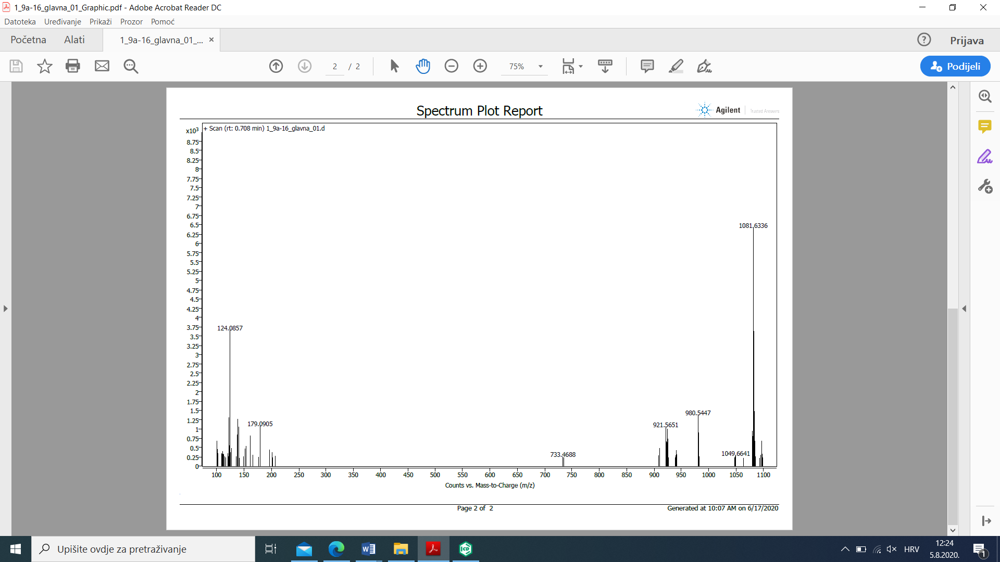 1_9a-16_glavna_01_Graphic.pdf - Adobe Acrobat Reader DC
Datoteka Uređivanje Prikaži Prozor Pomoć
Početna Alati 1_9a-16_glavna_01_... × Prijava
2 / 2 75% Podijeli
Spectrum Plot Report
Agilent Trusted Answers
x10³ + Scan (rt: 0.708 min) 1_9a-16_glavna_01.d
8.75
8.5
8.25
8
7.75
7.5
7.25
7
6.75
6.5 1081.6336
6.25
6
5.75
5.5
5.25
5
4.75
4.5
4.25
4
3.75 124.0857
3.5
3.25
3
2.75
2.5
2.25
2
1.75
1.5 980.5447
1.25 179.0905 921.5651
1
0.75
0.5 733.4688 1049.6641
0.25
0
100 150 200 250 300 350 400 450 500 550 600 650 700 750 800 850 900 950 1000 1050 1100
Counts vs. Mass-to-Charge (m/z)
Page 2 of 2 Generated at 10:07 AM on 6/17/2020
Upišite ovdje za pretraživanje HRV 12:24
5.8.2020. 1